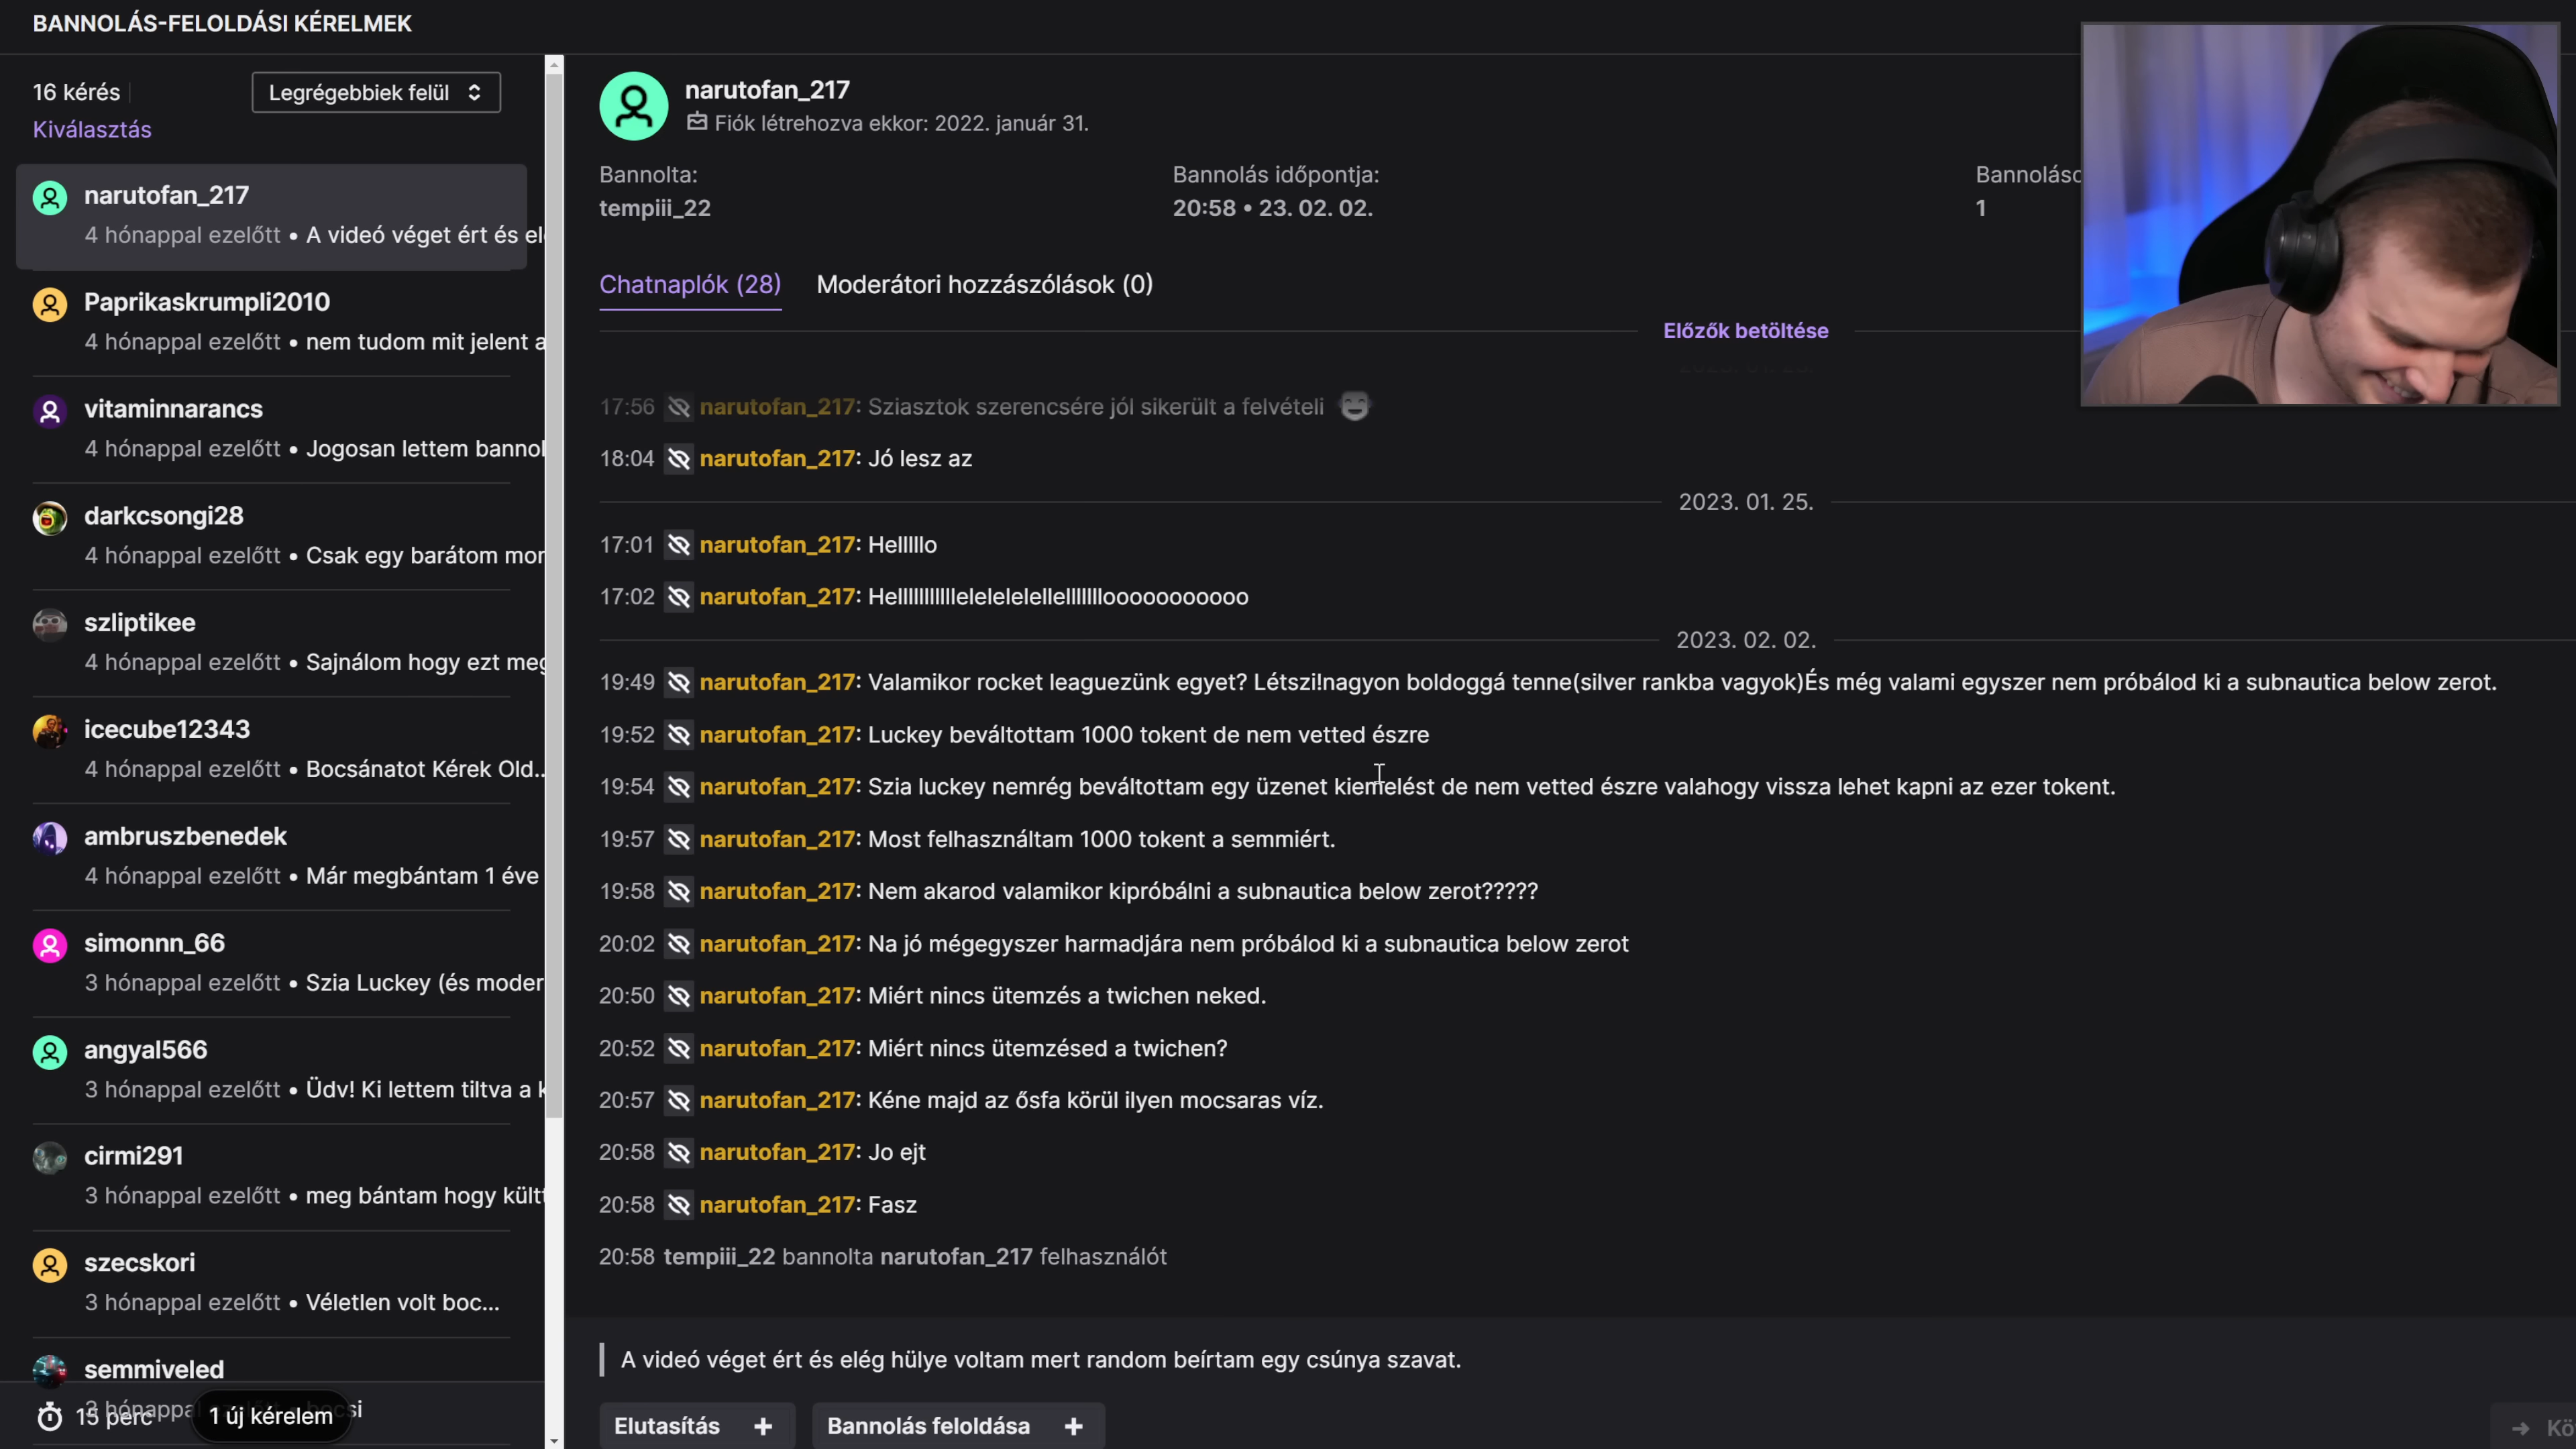 BANNOLÁS-FELOLDÁSI KÉRELMEK
16 kérés
Legrégebbiek felül
Kiválasztás
narutofan_217
4 hónappal ezelőtt • A videó véget ért és
Paprikaskrumpli2010
4 hónappal ezelőtt • nem tudom mit jelent a
vitaminnarancs
4 hónappal ezelőtt • Jogosan lettem
darkcsongi28
4 hónappal ezelőtt • Csak egy barátom
szliptikee
4 hónappal ezelőtt • Sajnálom hogy ezt
icecube12343
4 hónappal ezelőtt • Bocsánatot Kérek Old...
ambruszbenedek
4 hónappal ezelőtt • Már megbántam 1 éve
simonnn_66
3 hónappal ezelőtt • Szia Luckey (és
angyal566
3 hónappal ezelőtt • Üdv! Ki lettem tiltva a
cirmi291
3 hónappal ezelőtt • meg bántam hogy
szecskori
3 hónappal ezelőtt • Véletlen volt boc...
semmiveled
15 perc
1 új kérelem
narutofan_217
Fiók létrehozva ekkor: 2022. január 31.
Bannolta:
tempiii_22
Bannolás időpontja:
20:58 • 23. 02. 02.
1
Chatnaplók (28)
Moderátori hozzászólások (0)
Előzők betöltése
17:56 narutofan_217: Sziasztok szerencsére jól sikerült a felvételi
18:04 narutofan_217: Jó lesz az
2023. 01. 25.
17:01 narutofan_217: Helllllo
17:02 narutofan_217: Helllllllllllelelelelellelllllllooooooooooo
2023. 02. 02.
19:49 narutofan_217: Valamikor rocket leaguezünk egyet? Létszi!nagyon boldoggá tenne(silver rankba vagyok)És még valami egyszer nem próbálod ki a subnautica below zerot.
19:52 narutofan_217: Luckey beváltottam 1000 tokent de nem vetted észre
19:54 narutofan_217: Szia luckey nemrég beváltottam egy üzenet kiemelést de nem vetted észre valahogy vissza lehet kapni az ezer tokent.
19:57 narutofan_217: Most felhasználtam 1000 tokent a semmiért.
19:58 narutofan_217: Nem akarod valamikor kipróbálni a subnautica below zerot?????
20:02 narutofan_217: Na jó mégegyszer harmadjára nem próbálod ki a subnautica below zerot
20:50 narutofan_217: Miért nincs ütemzés a twichen neked.
20:52 narutofan_217: Miért nincs ütemzésed a twichen?
20:57 narutofan_217: Kéne majd az ősfa körül ilyen mocsaras víz.
20:58 narutofan_217: Jo ejt
20:58 narutofan_217: Fasz
20:58 tempiii_22 bannolta narutofan_217 felhasználót
A videó véget ért és elég hülye voltam mert random beírtam egy csúnya szavat.
Elutasítás +
Bannolás feloldása +